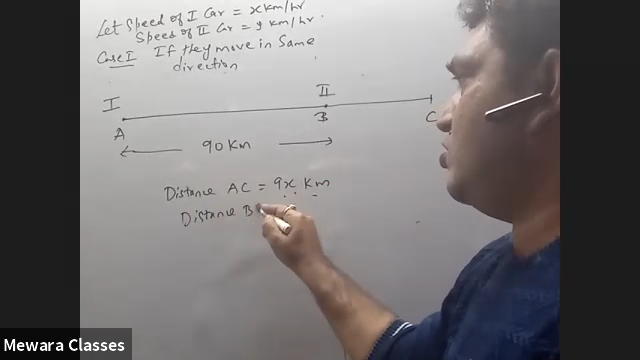 Let Speed of I Car = x km/hr.
Speed of II Car = y km/hr
Case I If they move in Same
direction
I II
A B C
90 Km
Distance AC = 9x Km
Distance B
Mewara Classes